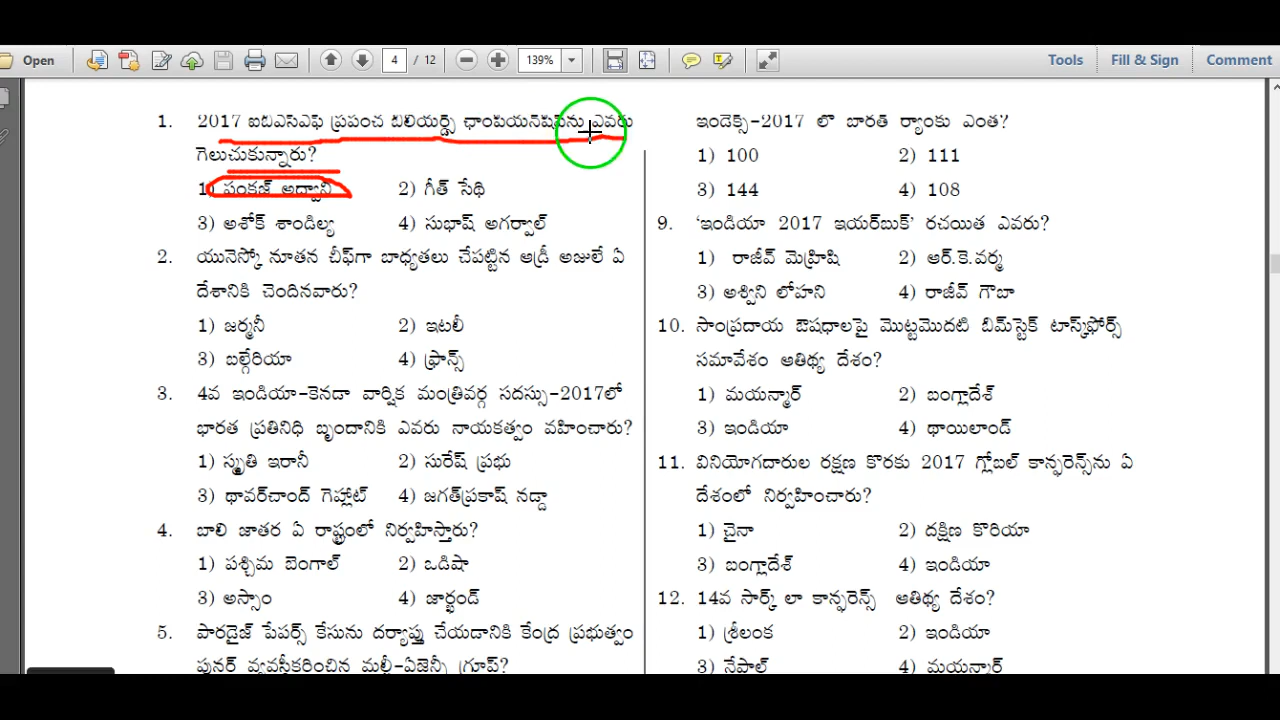 Open
4 / 12
139%
Tools
Fill & Sign
Comment
1. 2017 ఐబిఎస్ఎఫ్ ప్రపంచ బిలియర్డ్స్ ఛాంపియన్‌షిప్‌ను ఎవరు
గెలుచుకున్నారు?
1) పంకజ్ అద్వానీ 2) గీత్ సేథి
3) అశోక్ శాండిల్య 4) సుభాష్ అగర్వాల్
2. యునెస్కో నూతన చీఫ్‌గా బాధ్యతలు చేపట్టిన ఆడ్రీ అజులే ఏ
దేశానికి చెందినవారు?
1) జర్మనీ 2) ఇటలీ
3) బల్గేరియా 4) ఫ్రాన్స్
3. 4వ ఇండియా-కెనడా వార్షిక మంత్రివర్గ సదస్సు-2017లో
భారత ప్రతినిధి బృందానికి ఎవరు నాయకత్వం వహించారు?
1) స్మృతి ఇరానీ 2) సురేష్ ప్రభు
3) థావర్‌చాంద్ గెహ్లాట్ 4) జగత్‌ప్రకాష్ నడ్డా
4. బాలి జాతర ఏ రాష్ట్రంలో నిర్వహిస్తారు?
1) పశ్చిమ బెంగాల్ 2) ఒడిషా
3) అస్సాం 4) జార్ఖండ్
5. పారడైజ్ పేపర్స్ కేసును దర్యాప్తు చేయడానికి కేంద్ర ప్రభుత్వం
పునర్ వ్యవస్థీకరించిన మల్టీ-ఏజెన్సీ గ్రూప్?
ఇండెక్స్-2017 లో భారత్ ర్యాంకు ఎంత?
1) 100 2) 111
3) 144 4) 108
9. ‘ఇండియా 2017 ఇయర్‌బుక్’ రచయిత ఎవరు?
1) రాజీవ్ మెహ్రిషి 2) ఆర్.కె.వర్మ
3) అశ్విని లోహని 4) రాజీవ్ గౌబా
10. సాంప్రదాయ ఔషధాలపై మొట్టమొదటి బిమ్‌స్టెక్ టాస్క్‌ఫోర్స్
సమావేశం ఆతిథ్య దేశం?
1) మయన్మార్ 2) బంగ్లాదేశ్
3) ఇండియా 4) థాయిలాండ్
11. వినియోగదారుల రక్షణ కొరకు 2017 గ్లోబల్ కాన్ఫరెన్స్‌ను ఏ
దేశంలో నిర్వహించారు?
1) చైనా 2) దక్షిణ కొరియా
3) బంగ్లాదేశ్ 4) ఇండియా
12. 14వ సార్క్ లా కాన్ఫరెన్స్ ఆతిథ్య దేశం?
1) శ్రీలంక 2) ఇండియా
3) నేపాల్ 4) మయన్మార్